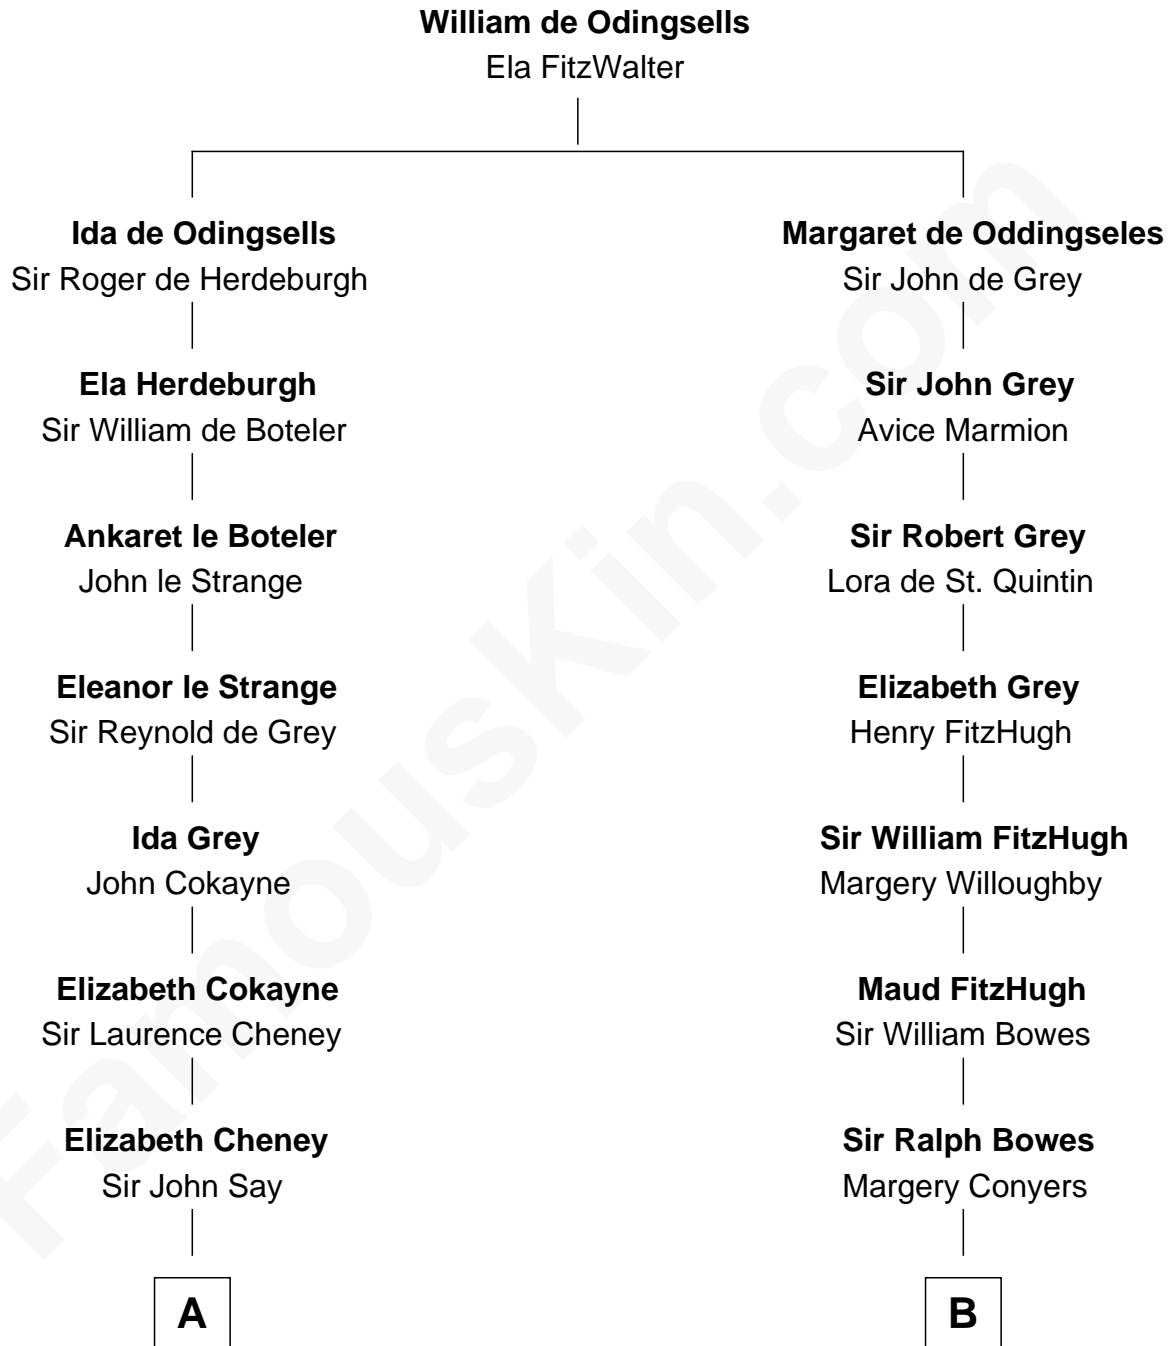 William de Odingsells
Ela FitzWalter
Ida de Odingsells
Sir Roger de Herdeburgh
Margaret de Oddingseles
Sir John de Grey
Ela Herdeburgh
Sir William de Boteler
Sir John Grey
Avice Marmion
Ankaret le Boteler
John le Strange
Sir Robert Grey
Lora de St. Quintin
Eleanor le Strange
Sir Reynold de Grey
Elizabeth Grey
Henry FitzHugh
Ida Grey
John Cokayne
Sir William FitzHugh
Margery Willoughby
Elizabeth Cokayne
Sir Laurence Cheney
Maud FitzHugh
Sir William Bowes
Elizabeth Cheney
Sir John Say
Sir Ralph Bowes
Margery Conyers
A
B
FamousKin.com